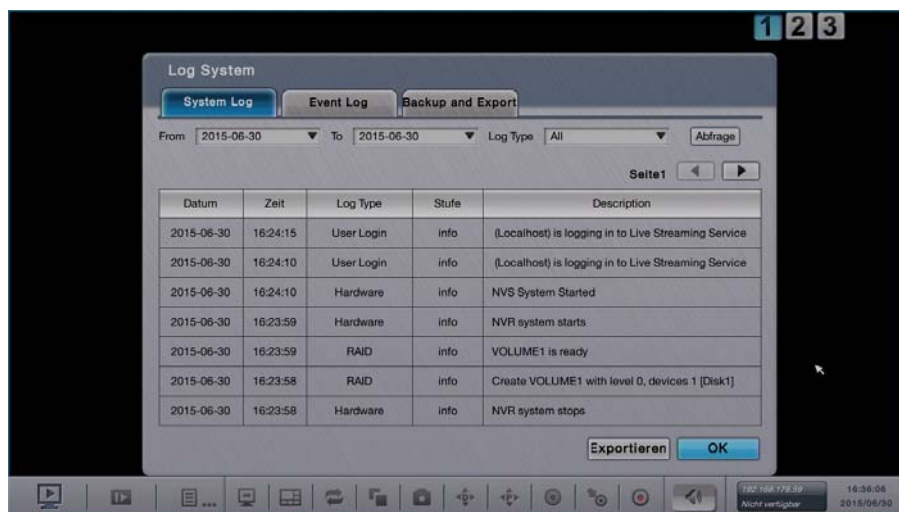 1 2 3
Log System
System Log Event Log Backup and Export
From 2015-06-30 To 2015-06-30 Log Type All Abfrage
Seite1
Datum Zeit Log Type Stufe Description
2015-06-30 16:24:15 User Login info (Localhost) is logging in to Live Streaming Service
2015-06-30 16:24:10 User Login info (Localhost) is logging in to Live Streaming Service
2015-06-30 16:24:10 Hardware info NVS System Started
2015-06-30 16:23:59 Hardware info NVR system starts
2015-06-30 16:23:59 RAID info VOLUME1 is ready
2015-06-30 16:23:58 RAID info Create VOLUME1 with level 0, devices 1 [Disk1]
2015-06-30 16:23:58 Hardware info NVR system stops
Exportieren OK
192.168.178.59 16:36:06
Nicht verfügbar 2015/06/30